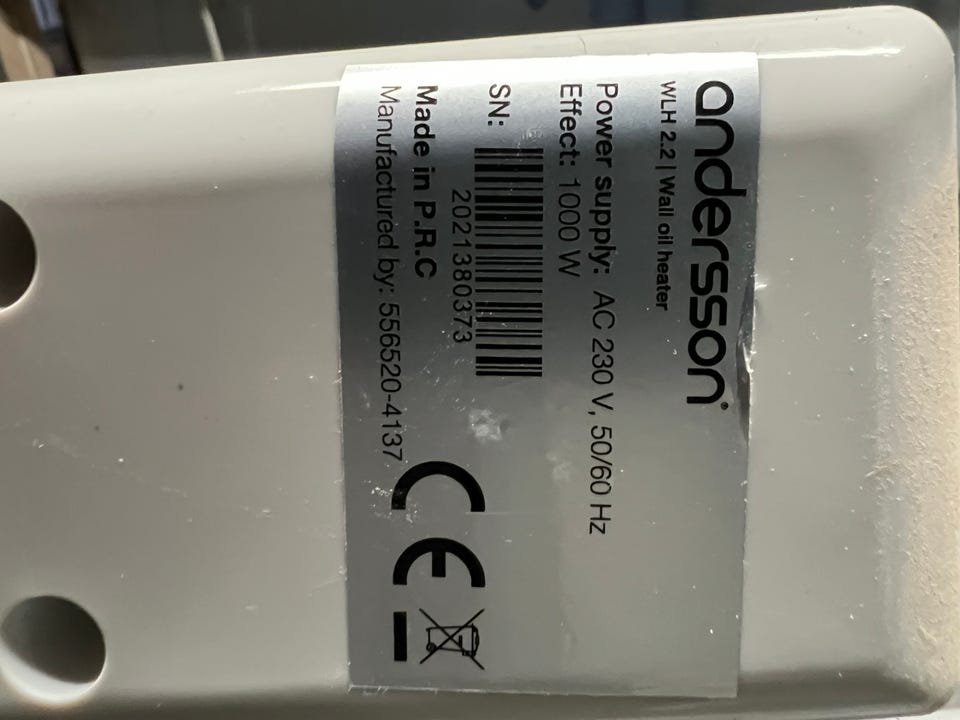 andersson
WLH 2.2 | Wall oil heater
Power supply: AC 230 V, 50/60 Hz
Effect: 1000 W
SN:
2021380373
Made in P.R.C
Manufactured by: 556520-4137
CE